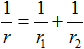 1/r = 1/r₁ + 1/r₂